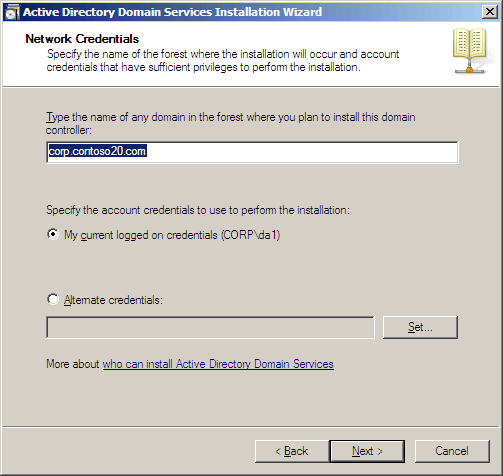 Active Directory Domain Services Installation Wizard
Network Credentials
Specify the name of the forest where the installation will occur and account
credentials that have sufficient privileges to perform the installation.
Type the name of any domain in the forest where you plan to install this domain
controller:
corp.contoso20.com
Specify the account credentials to use to perform the installation:
My current logged on credentials (CORP\da1)
Alternate credentials:
Set...
More about who can install Active Directory Domain Services
< Back
Next >
Cancel